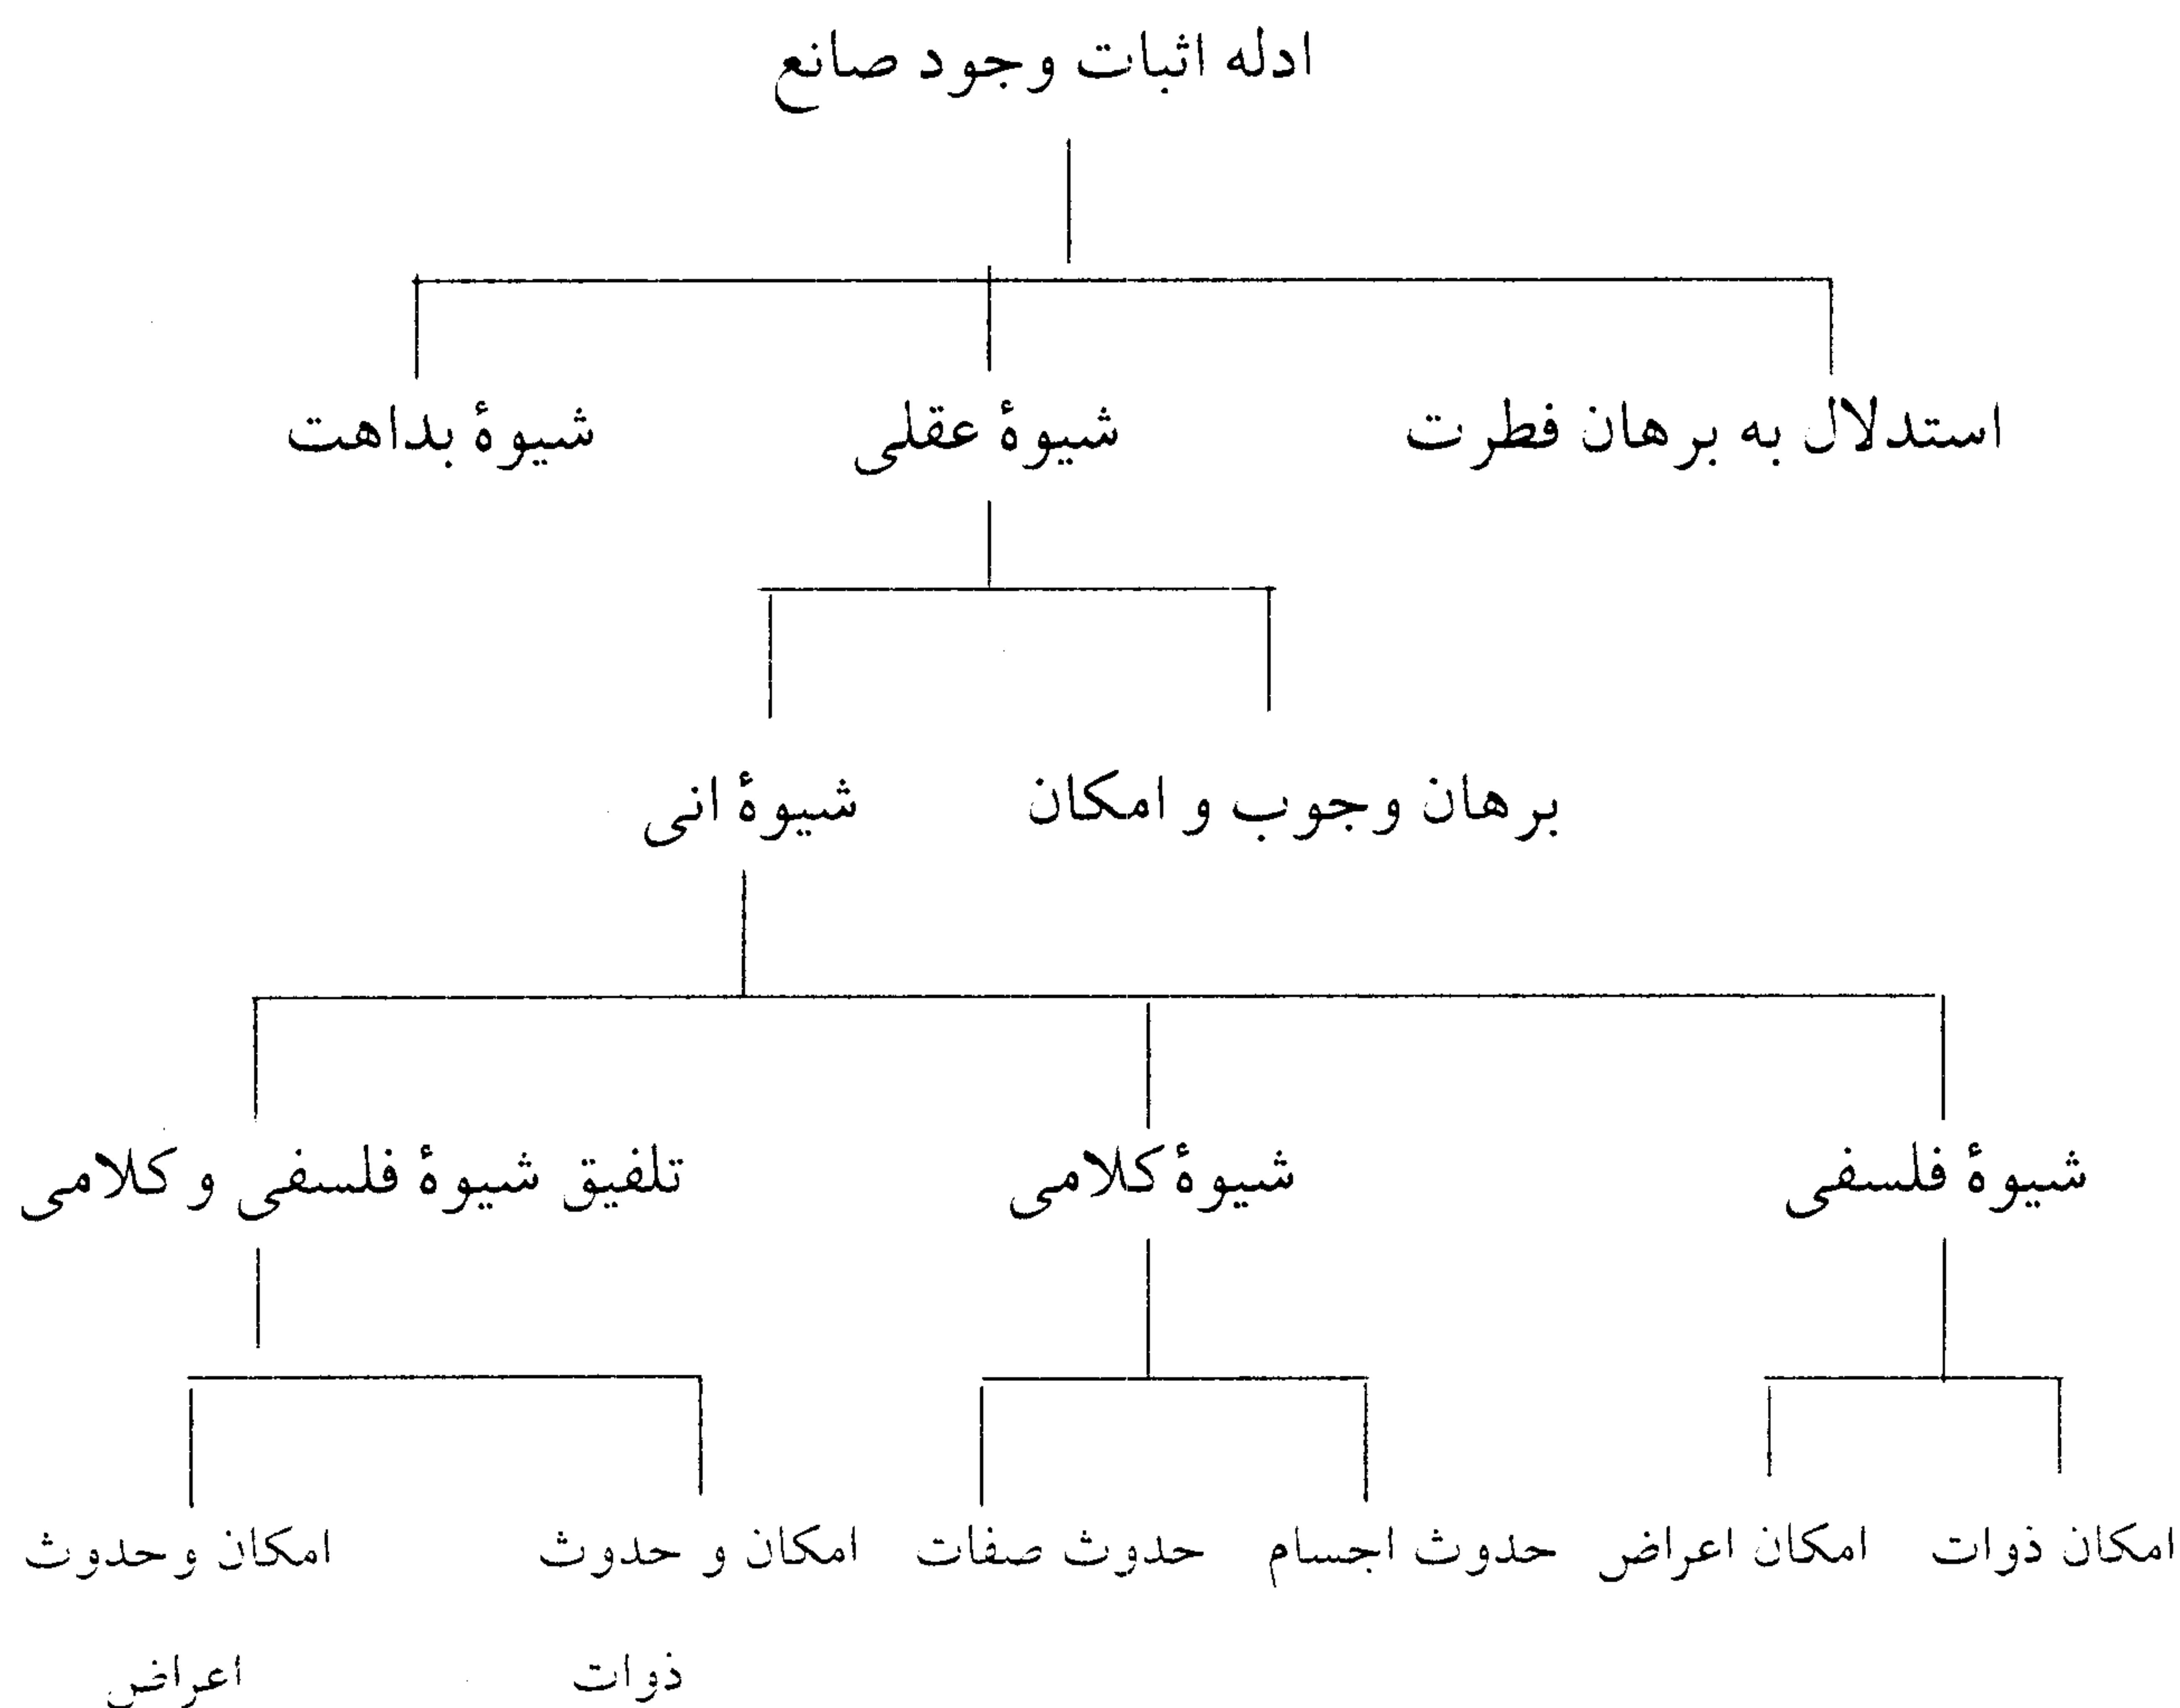 ادله اثبات وجود صانع
استدلال به برهان فطرت شیوهٔ عقلی شیوهٔ بداهت
برهان وجوب و امکان شیوهٔ انی
شیوهٔ فلسفی شیوهٔ کلامی تلفیق شیوهٔ فلسفی و کلامی
امکان ذوات امکان اعراض حدوث اجسام حدوث صفات امکان و حدوث امکان و حدوث
ذوات اعراض